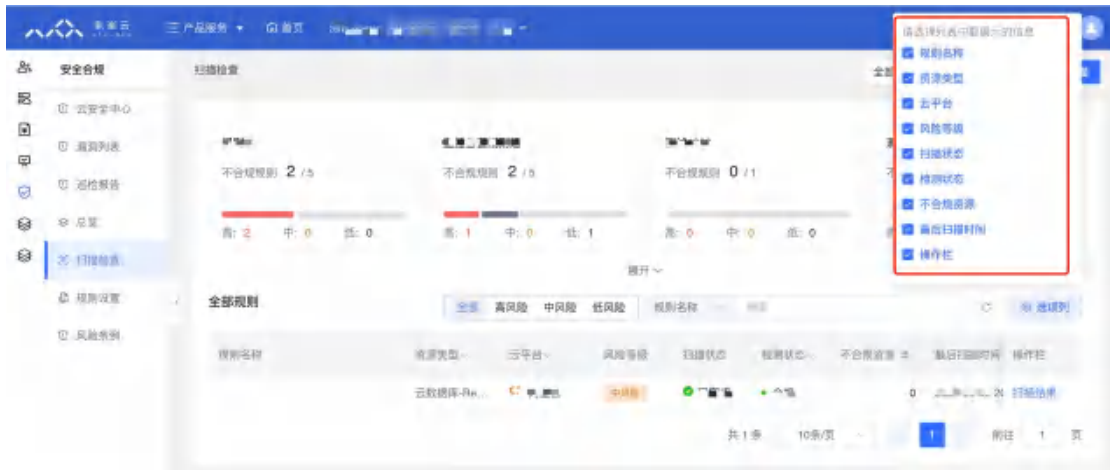 产品服务 首页
请选择列表中要展示的信息
规则名称
资源类型
云平台
风险等级
扫描状态
检测状态
不合规资源
最后扫描时间
操作栏
安全合规
云安全中心
漏洞列表
巡检报告
总览
扫描检查
规则设置
风险案例
扫描检查
不合规规则 2 /5
高: 2 中: 0 低: 0
不合规规则 2 /5
高: 1 中: 0 低: 1
不合规规则 0 /1
高: 0 中: 0 低: 0
展开
全部规则 全部 高风险 中风险 低风险 规则名称 选项列
规则名称 资源类型 云平台 风险等级 扫描状态 检测状态 不合规资源 最后扫描时间 操作栏
云数据库-Re... 中风险 0 扫描结果
共 1 条 10条/页 1 前往 1 页